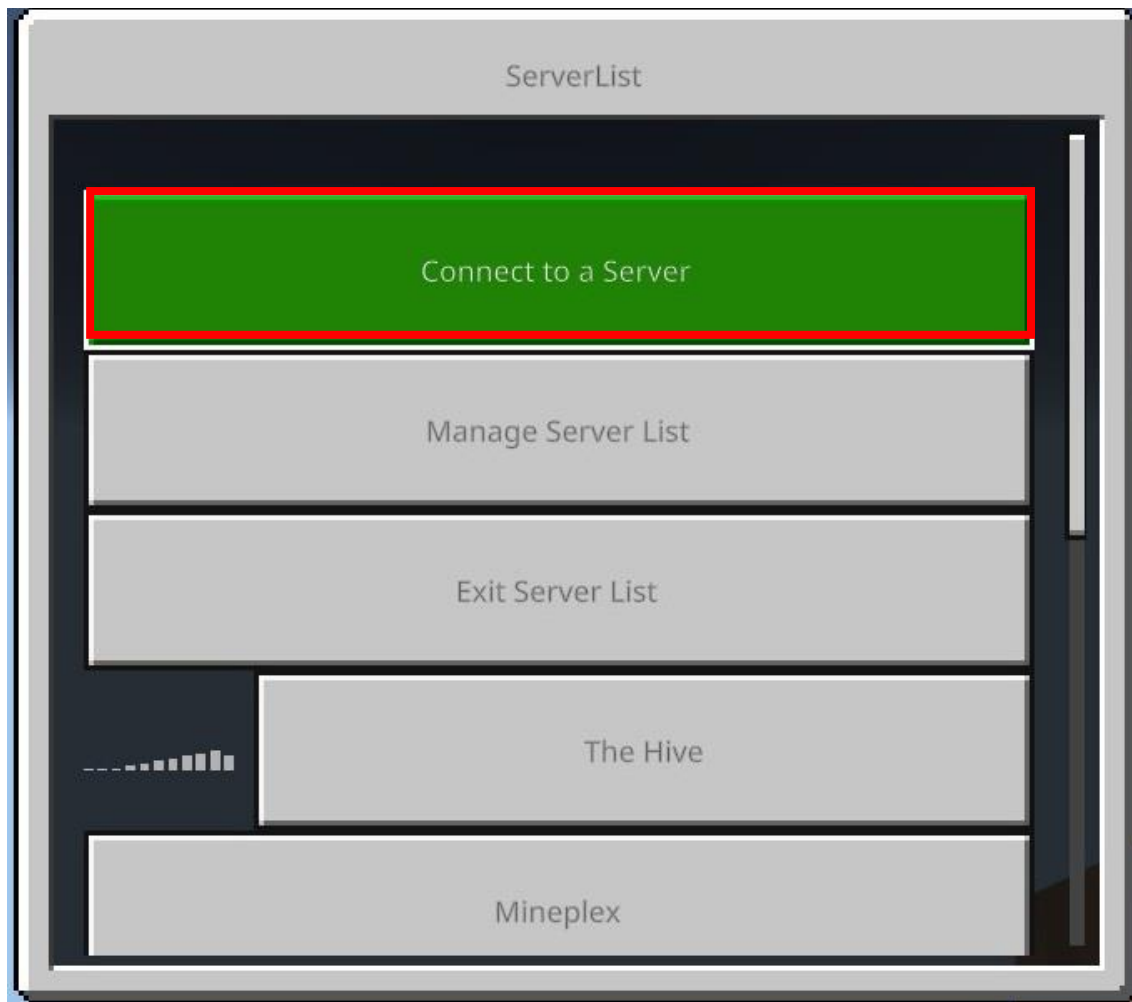 ServerList
Connect to a Server
Manage Server List
Exit Server List
The Hive
Mineplex